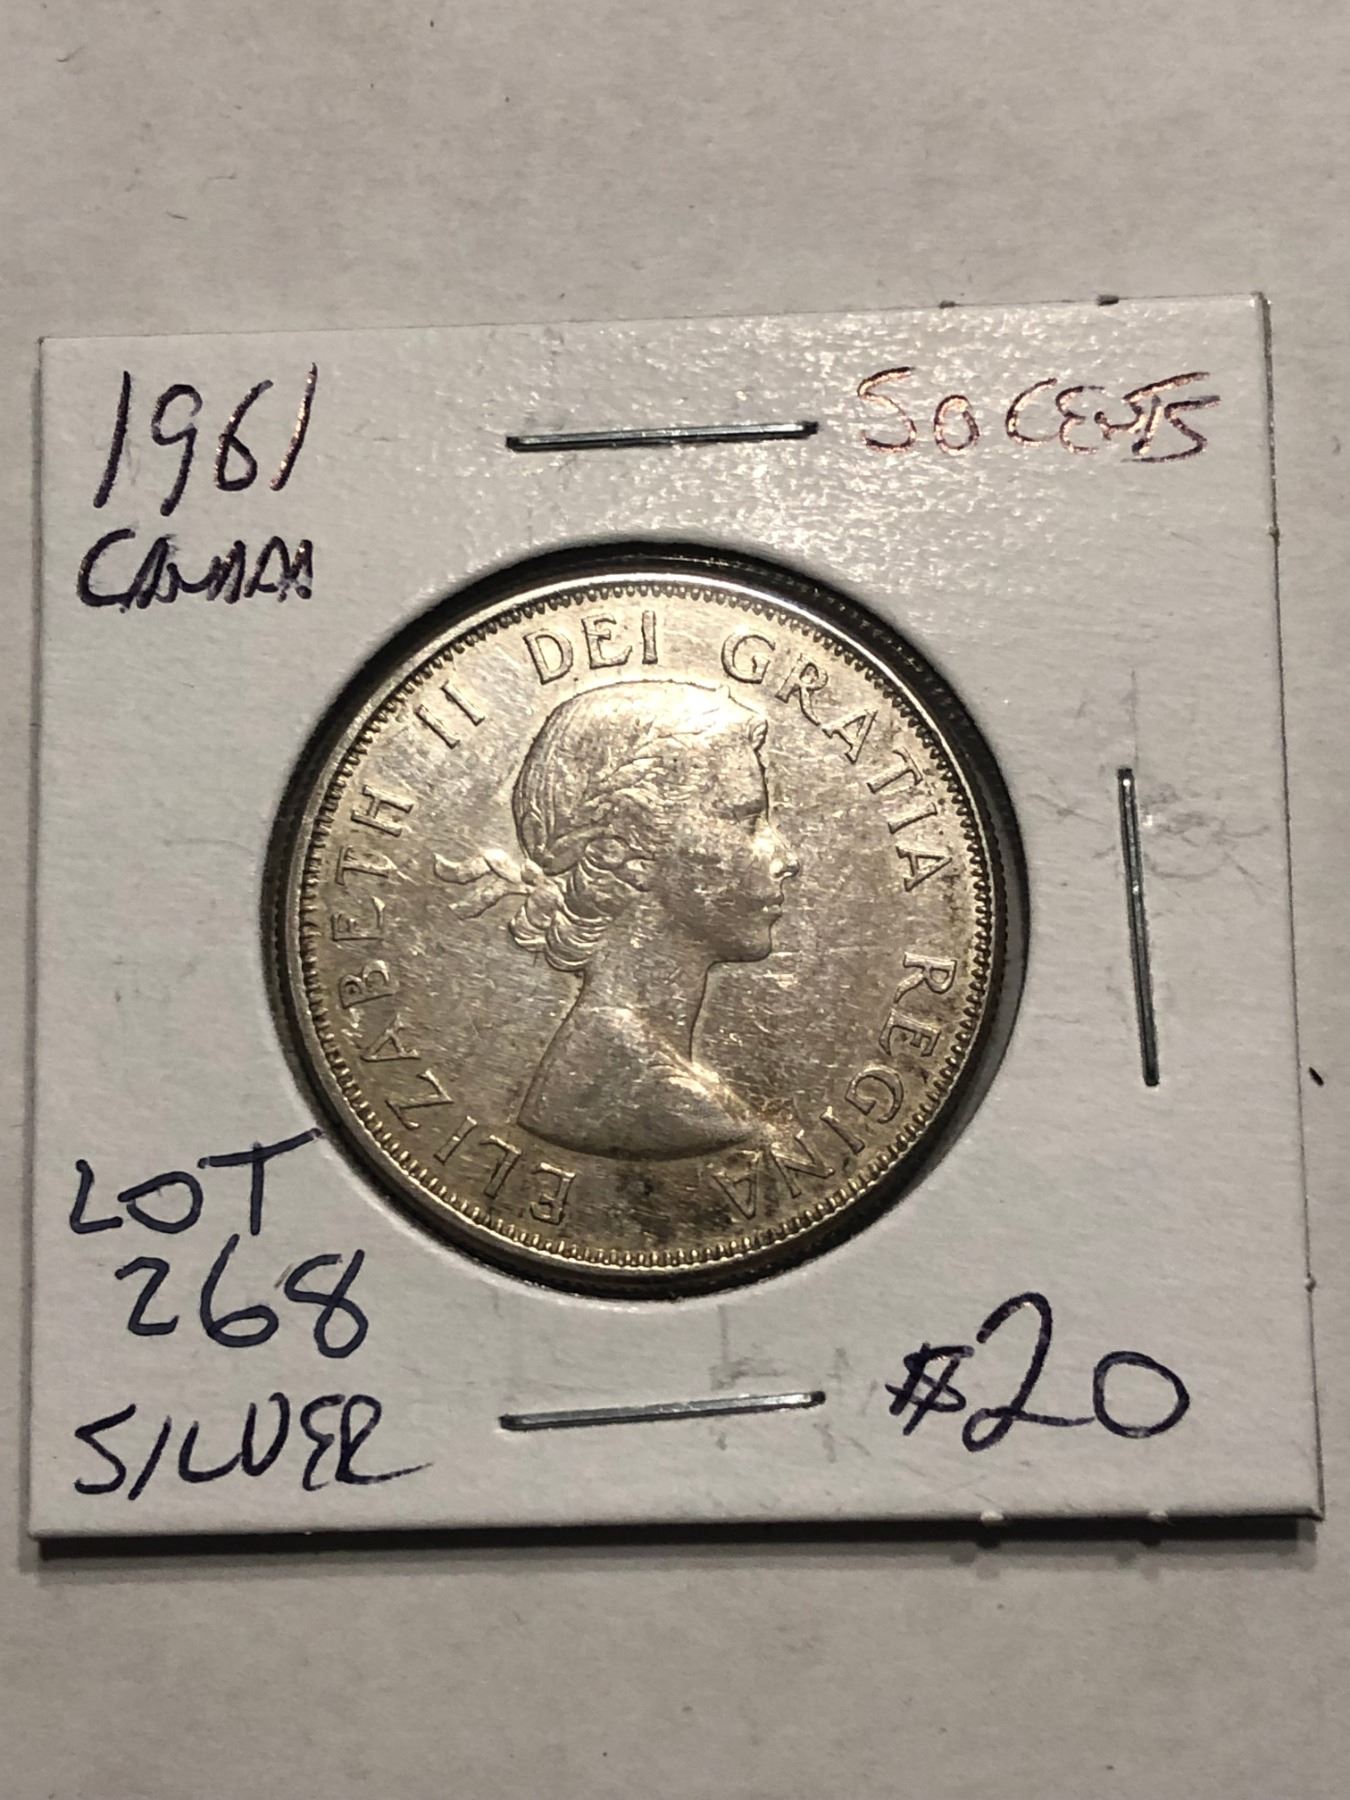 1961
CANADA
50 CENTS
ELIZABETH II DEI GRATIA REGINA
LOT
268
SILVER
$20